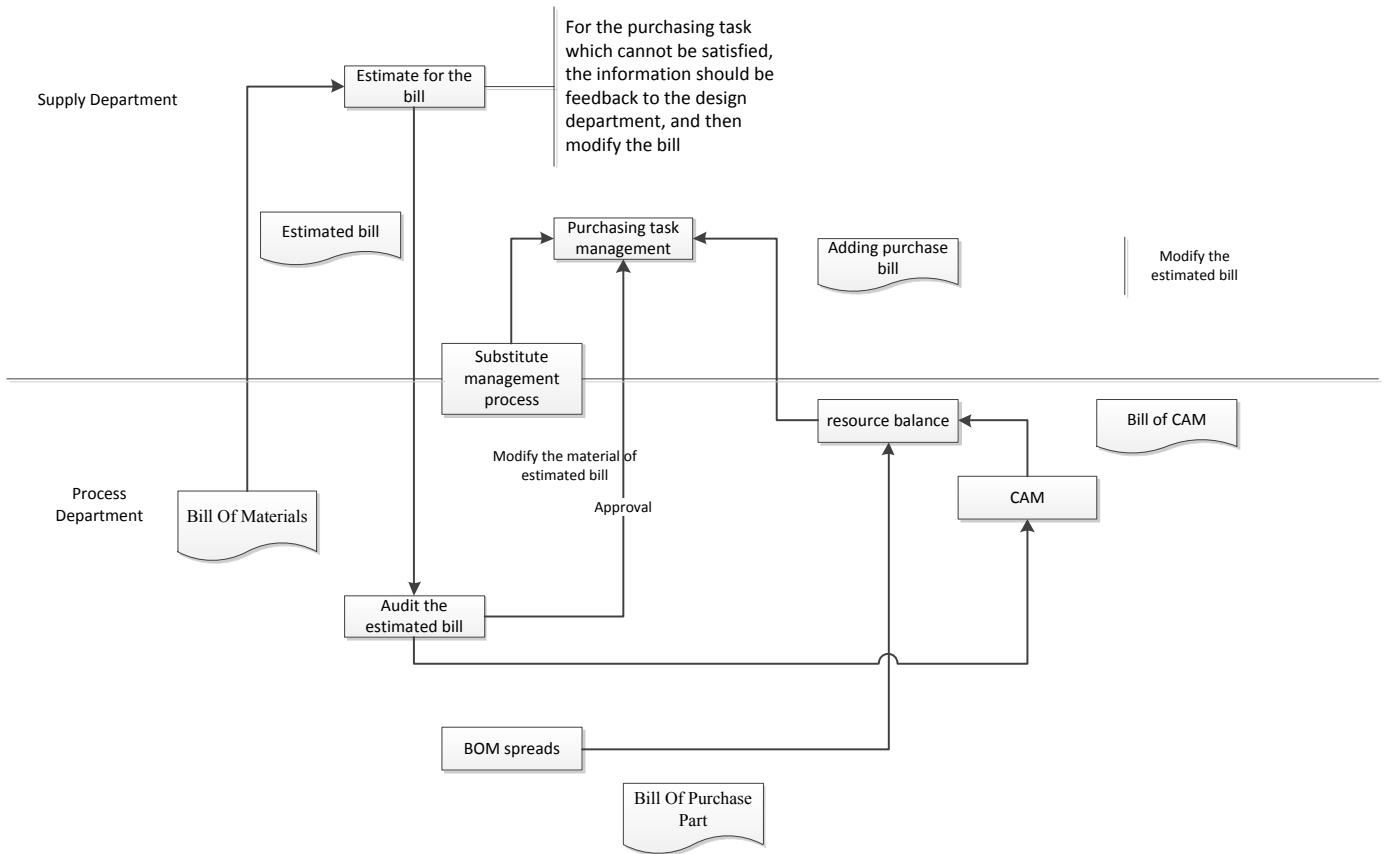 For the purchasing task
which cannot be satisfied,
the information should be
feedback to the design
department, and then
modify the bill
Estimate for the
bill
Supply Department
Estimated bill
Purchasing task
management
Adding purchase
bill
Modify the
estimated bill
Substitute
management
process
resource balance
Bill of CAM
Modify the material of
estimated bill
CAM
Process
Department
Bill Of Materials
Approval
Audit the
estimated bill
BOM spreads
Bill Of Purchase
Part